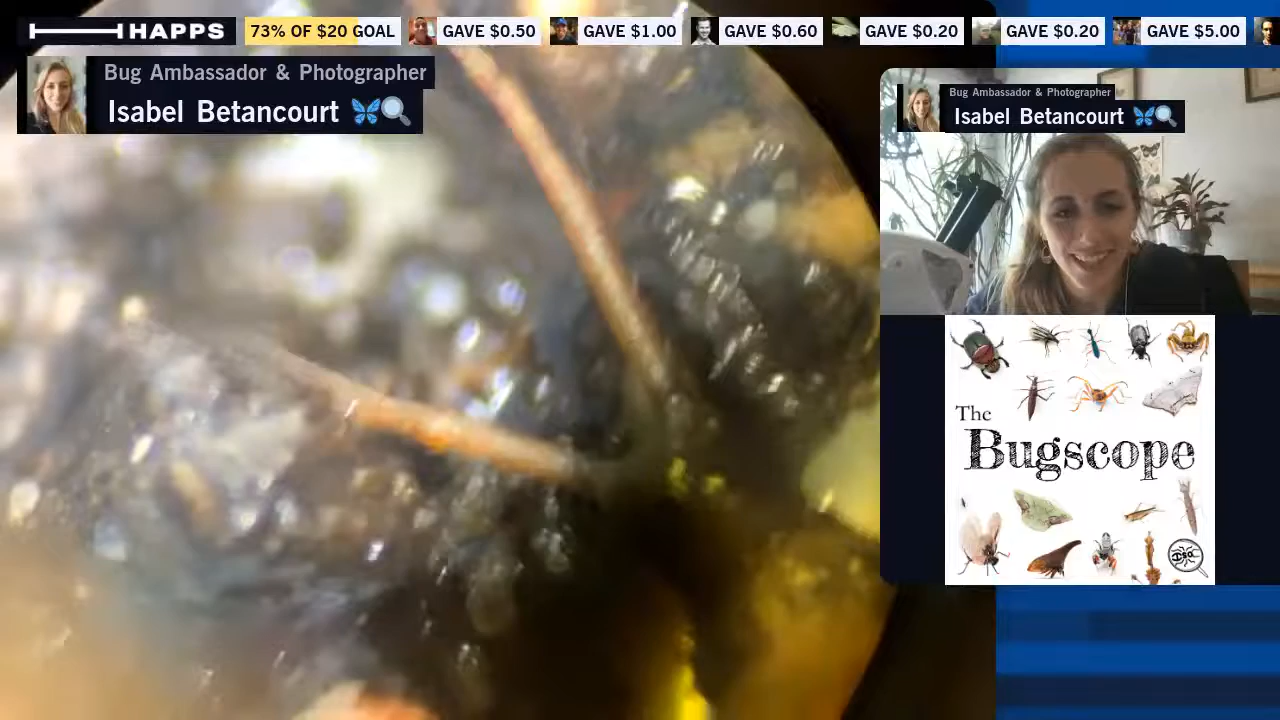 HAPPS 73% OF $20 GOAL GAVE $0.50 GAVE $1.00 GAVE $0.60 GAVE $0.20 GAVE $0.20 GAVE $5.00
Bug Ambassador & Photographer
Isabel Betancourt
Bug Ambassador & Photographer
Isabel Betancourt
The
Bugscope